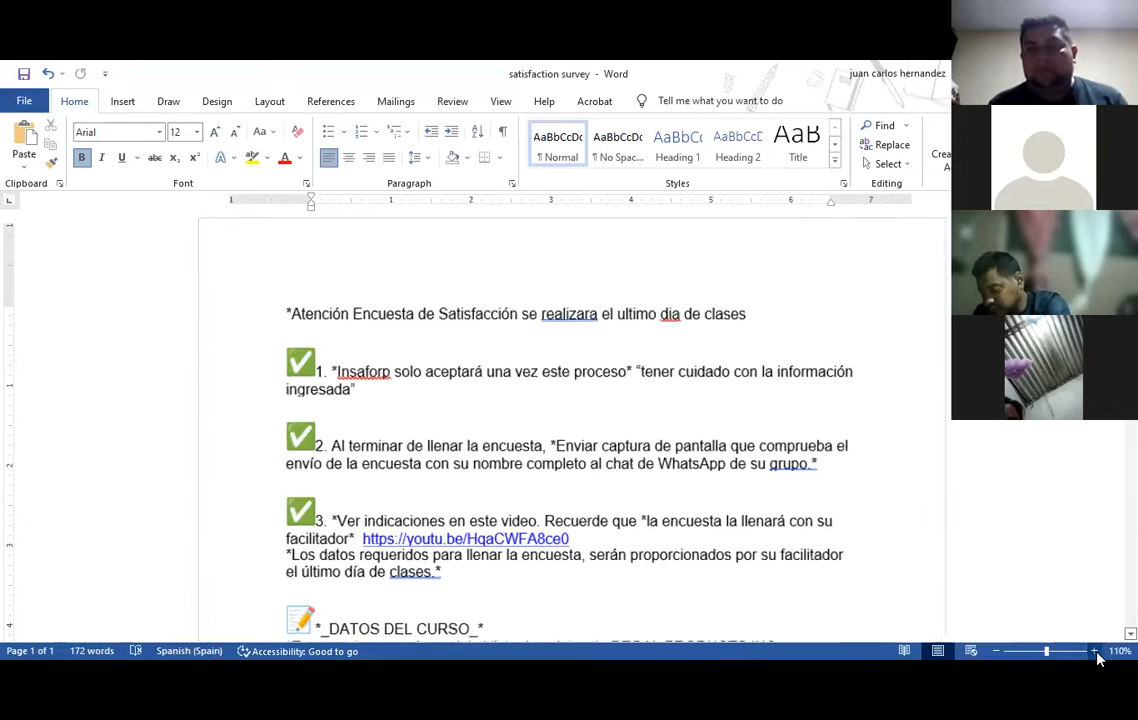 satisfaction survey - Word
juan carlos hernandez
File Home Insert Draw Design Layout References Mailings Review View Help Acrobat Tell me what you want to do
Arial 12
Paste
Find
Replace
Select
AaBbCcDc AaBbCcDc AaBbC AaBbCcD AaB
¶ Normal ¶ No Spac... Heading 1 Heading 2 Title
Clipboard Font Paragraph Styles Editing
*Atención Encuesta de Satisfacción se realizara el ultimo dia de clases
✅1. *Insaforp solo aceptará una vez este proceso* “tener cuidado con la información
ingresada”
✅2. Al terminar de llenar la encuesta, *Enviar captura de pantalla que comprueba el
envío de la encuesta con su nombre completo al chat de WhatsApp de su grupo.*
✅3. *Ver indicaciones en este video. Recuerde que *la encuesta la llenará con su
facilitador* https://youtu.be/HqaCWFA8ce0
*Los datos requeridos para llenar la encuesta, serán proporcionados por su facilitador
el último día de clases.*
📝*_DATOS DEL CURSO_*
Page 1 of 1 172 words Spanish (Spain) Accessibility: Good to go 110%